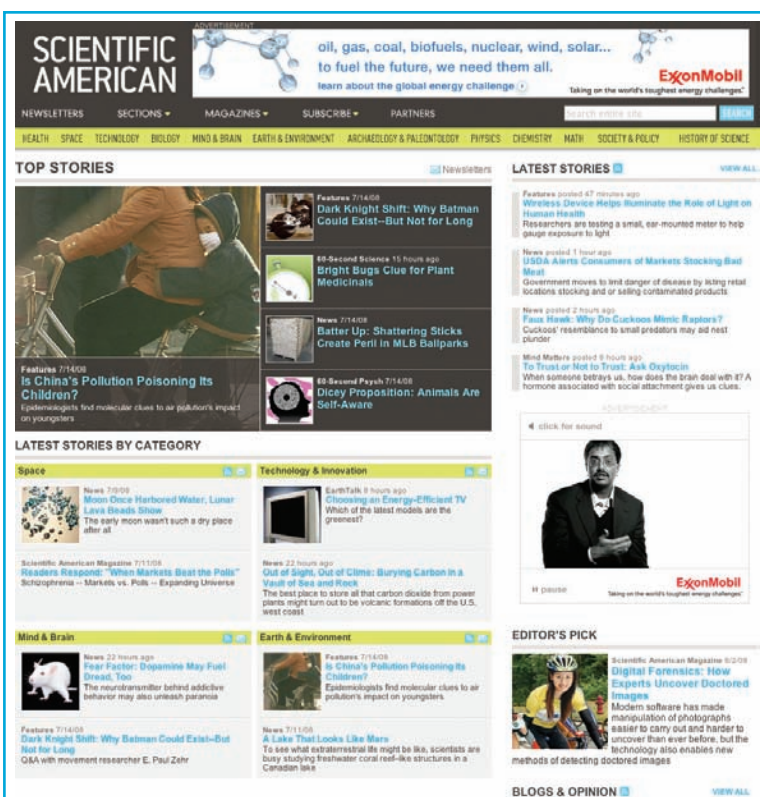 ADVERTISEMENT
SCIENTIFIC
AMERICAN
oil, gas, coal, biofuels, nuclear, wind, solar...
to fuel the future, we need them all.
learn about the global energy challenge
ExxonMobil
Taking on the world's toughest energy challenges.
NEWSLETTERS SECTIONS MAGAZINES SUBSCRIBE PARTNERS Search entire site SEARCH
HEALTH SPACE TECHNOLOGY BIOLOGY MIND & BRAIN EARTH & ENVIRONMENT ARCHAEOLOGY & PALEONTOLOGY PHYSICS CHEMISTRY MATH SOCIETY & POLICY HISTORY OF SCIENCE
TOP STORIES
Newsletters
Features 7/14/08
Is China's Pollution Poisoning Its
Children?
Epidemiologists find molecular clues to air pollution's impact
on youngsters
Features 7/14/08
Dark Knight Shift: Why Batman
Could Exist--But Not for Long
60-Second Science 15 hours ago
Bright Bugs Clue for Plant
Medicinals
News 7/14/08
Batter Up: Shattering Sticks
Create Peril in MLB Ballparks
60-Second Psych 7/14/08
Dicey Proposition: Animals Are
Self-Aware
LATEST STORIES VIEW ALL
Features posted 47 minutes ago
Wireless Device Helps Illuminate the Role of Light on
Human Health
Researchers are testing a small, ear-mounted meter to help
gauge exposure to light
News posted 1 hour ago
USDA Alerts Consumers of Markets Stocking Bad
Meat
Government moves to limit danger of disease by listing retail
locations stocking and or selling contaminated products
News posted 2 hours ago
Faux Hawk: Why Do Cuckoos Mimic Raptors?
Cuckoos' resemblance to small predators may aid nest
plunder
Mind Matters posted 8 hours ago
To Trust or Not to Trust: Ask Oxytocin
When someone betrays us, how does the brain deal with it? A
hormone associated with social attachment gives us clues.
ADVERTISEMENT
click for sound
pause
ExxonMobil
Taking on the world's toughest energy challenges.
LATEST STORIES BY CATEGORY
Space
News 7/9/08
Moon Once Harbored Water, Lunar
Lava Beads Show
The early moon wasn't such a dry place
after all
Scientific American Magazine 7/11/08
Readers Respond: "When Markets Beat the Polls"
Schizophrenia -- Markets vs. Polls -- Expanding Universe
Technology & Innovation
EarthTalk 8 hours ago
Choosing an Energy-Efficient TV
Which of the latest models are the
greenest?
News 22 hours ago
Out of Sight, Out of Clime: Burying Carbon in a
Vault of Sea and Rock
The best place to store all that carbon dioxide from power
plants might turn out to be volcanic formations off the U.S.
west coast
Mind & Brain
News 22 hours ago
Fear Factor: Dopamine May Fuel
Dread, Too
The neurotransmitter behind addictive
behavior may also unleash paranoia
Features 7/14/08
Dark Knight Shift: Why Batman Could Exist--But
Not for Long
Q&A with movement researcher E. Paul Zehr
Earth & Environment
Features 7/14/08
Is China's Pollution Poisoning Its
Children?
Epidemiologists find molecular clues to air
pollution's impact on youngsters
News 7/11/08
A Lake That Looks Like Mars
To see what extraterrestrial life might be like, scientists are
busy studying freshwater coral reef-like structures in a
Canadian lake
EDITOR'S PICK
Scientific American Magazine 6/2/08
Digital Forensics: How
Experts Uncover Doctored
Images
Modern software has made
manipulation of photographs
easier to carry out and harder to
uncover than ever before, but the
technology also enables new
methods of detecting doctored images
BLOGS & OPINION VIEW ALL